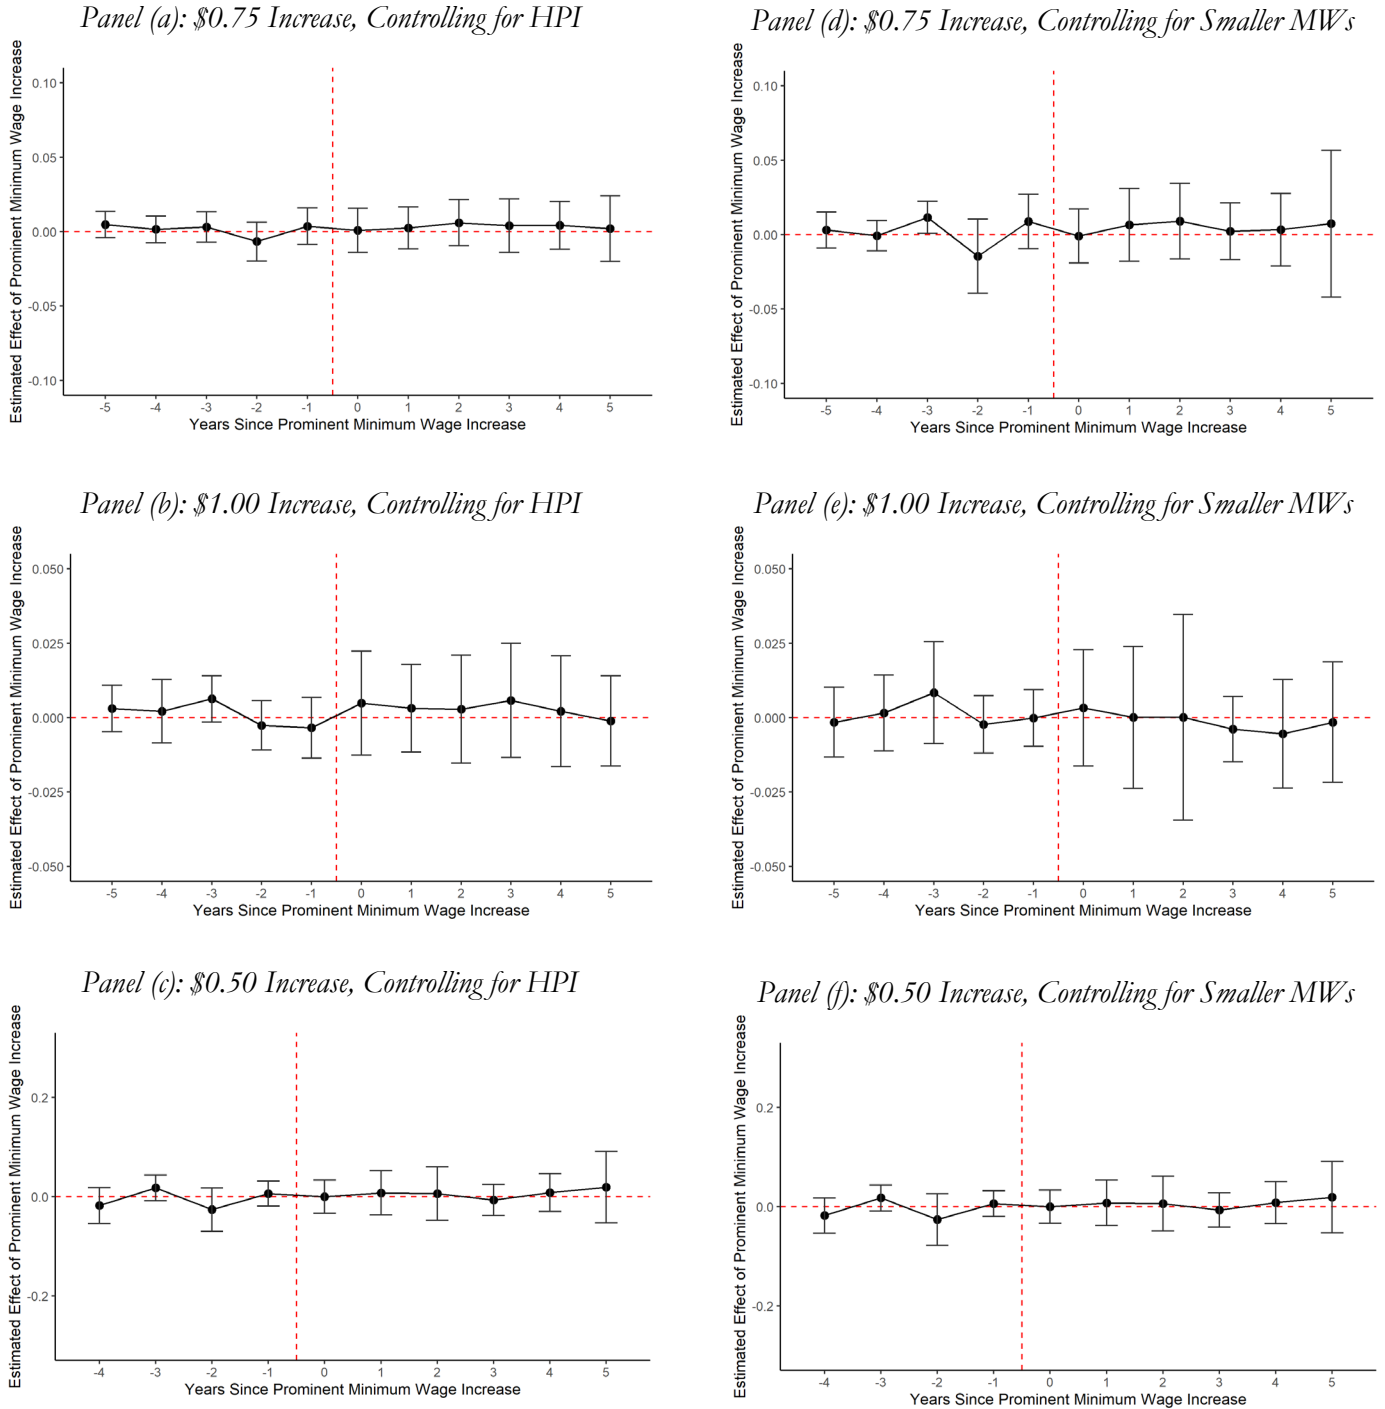 Panel (a): $0.75 Increase, Controlling for HPI
Estimated Effect of Prominent Minimum Wage Increase
0.10
0.05
0.00
-0.05
-0.10
-5 -4 -3 -2 -1 0 1 2 3 4 5
Years Since Prominent Minimum Wage Increase
Panel (d): $0.75 Increase, Controlling for Smaller MWs
Estimated Effect of Prominent Minimum Wage Increase
0.10
0.05
0.00
-0.05
-0.10
-5 -4 -3 -2 -1 0 1 2 3 4 5
Years Since Prominent Minimum Wage Increase
Panel (b): $1.00 Increase, Controlling for HPI
Estimated Effect of Prominent Minimum Wage Increase
0.050
0.025
0.000
-0.025
-0.050
-5 -4 -3 -2 -1 0 1 2 3 4 5
Years Since Prominent Minimum Wage Increase
Panel (e): $1.00 Increase, Controlling for Smaller MWs
Estimated Effect of Prominent Minimum Wage Increase
0.050
0.025
0.000
-0.025
-0.050
-5 -4 -3 -2 -1 0 1 2 3 4 5
Years Since Prominent Minimum Wage Increase
Panel (c): $0.50 Increase, Controlling for HPI
Estimated Effect of Prominent Minimum Wage Increase
0.2
0.0
-0.2
-4 -3 -2 -1 0 1 2 3 4 5
Years Since Prominent Minimum Wage Increase
Panel (f): $0.50 Increase, Controlling for Smaller MWs
Estimated Effect of Prominent Minimum Wage Increase
0.2
0.0
-0.2
-4 -3 -2 -1 0 1 2 3 4 5
Years Since Prominent Minimum Wage Increase